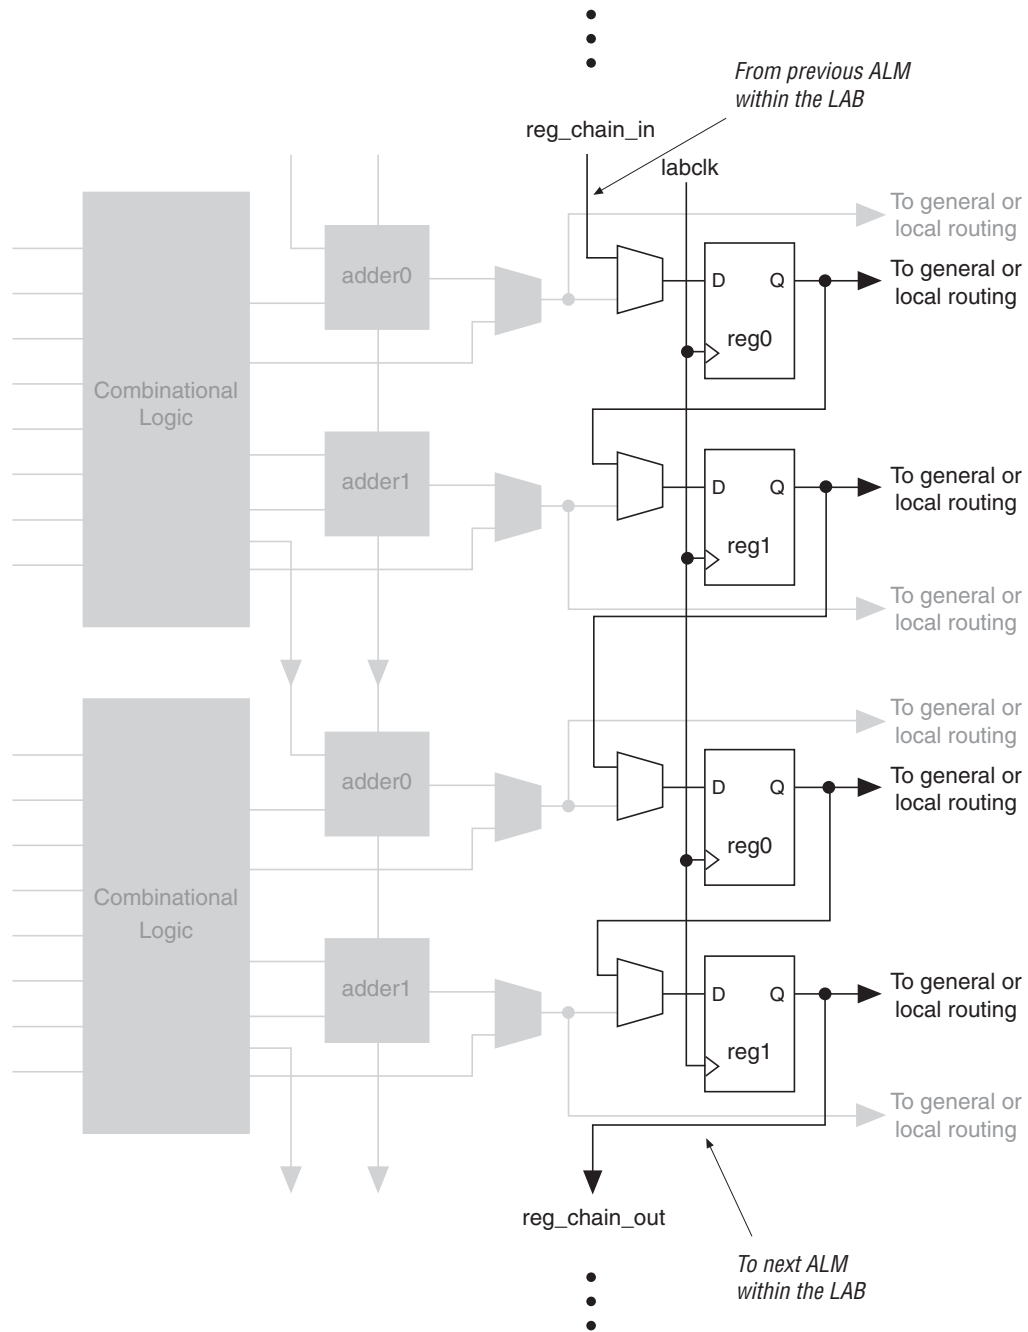 From previous ALM
within the LAB
reg_chain_in
labclk
To general or
local routing
adder0
D Q
To general or
local routing
reg0
Combinational
Logic
adder1
D Q
To general or
local routing
reg1
To general or
local routing
To general or
local routing
adder0
D Q
To general or
local routing
reg0
Combinational
Logic
adder1
D Q
To general or
local routing
reg1
To general or
local routing
reg_chain_out
To next ALM
within the LAB